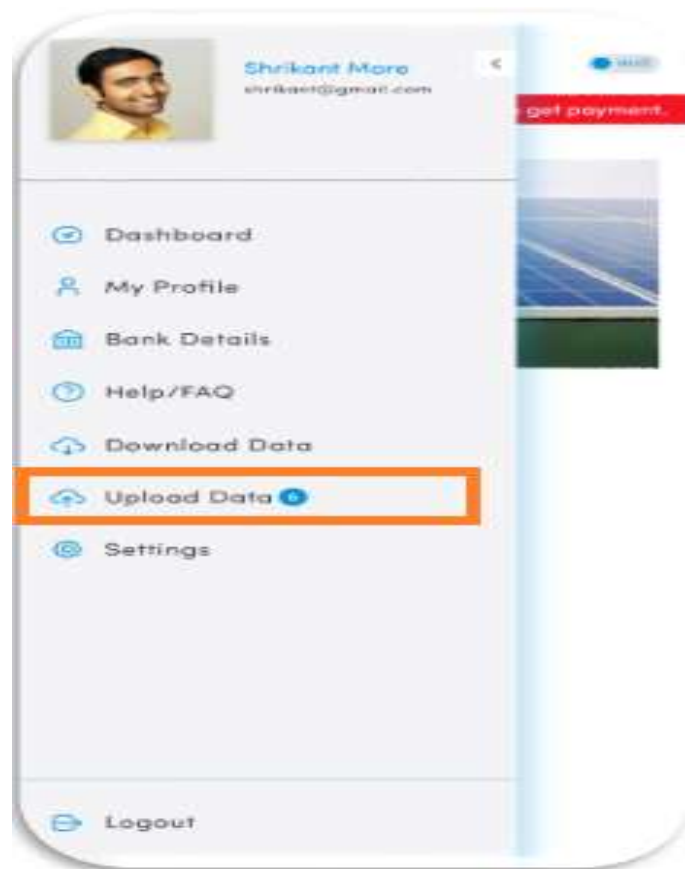 Shrikant More
shrikant@gmail.com
get payment.
Dashboard
My Profile
Bank Details
Help/FAQ
Download Data
Upload Data 6
Settings
Logout